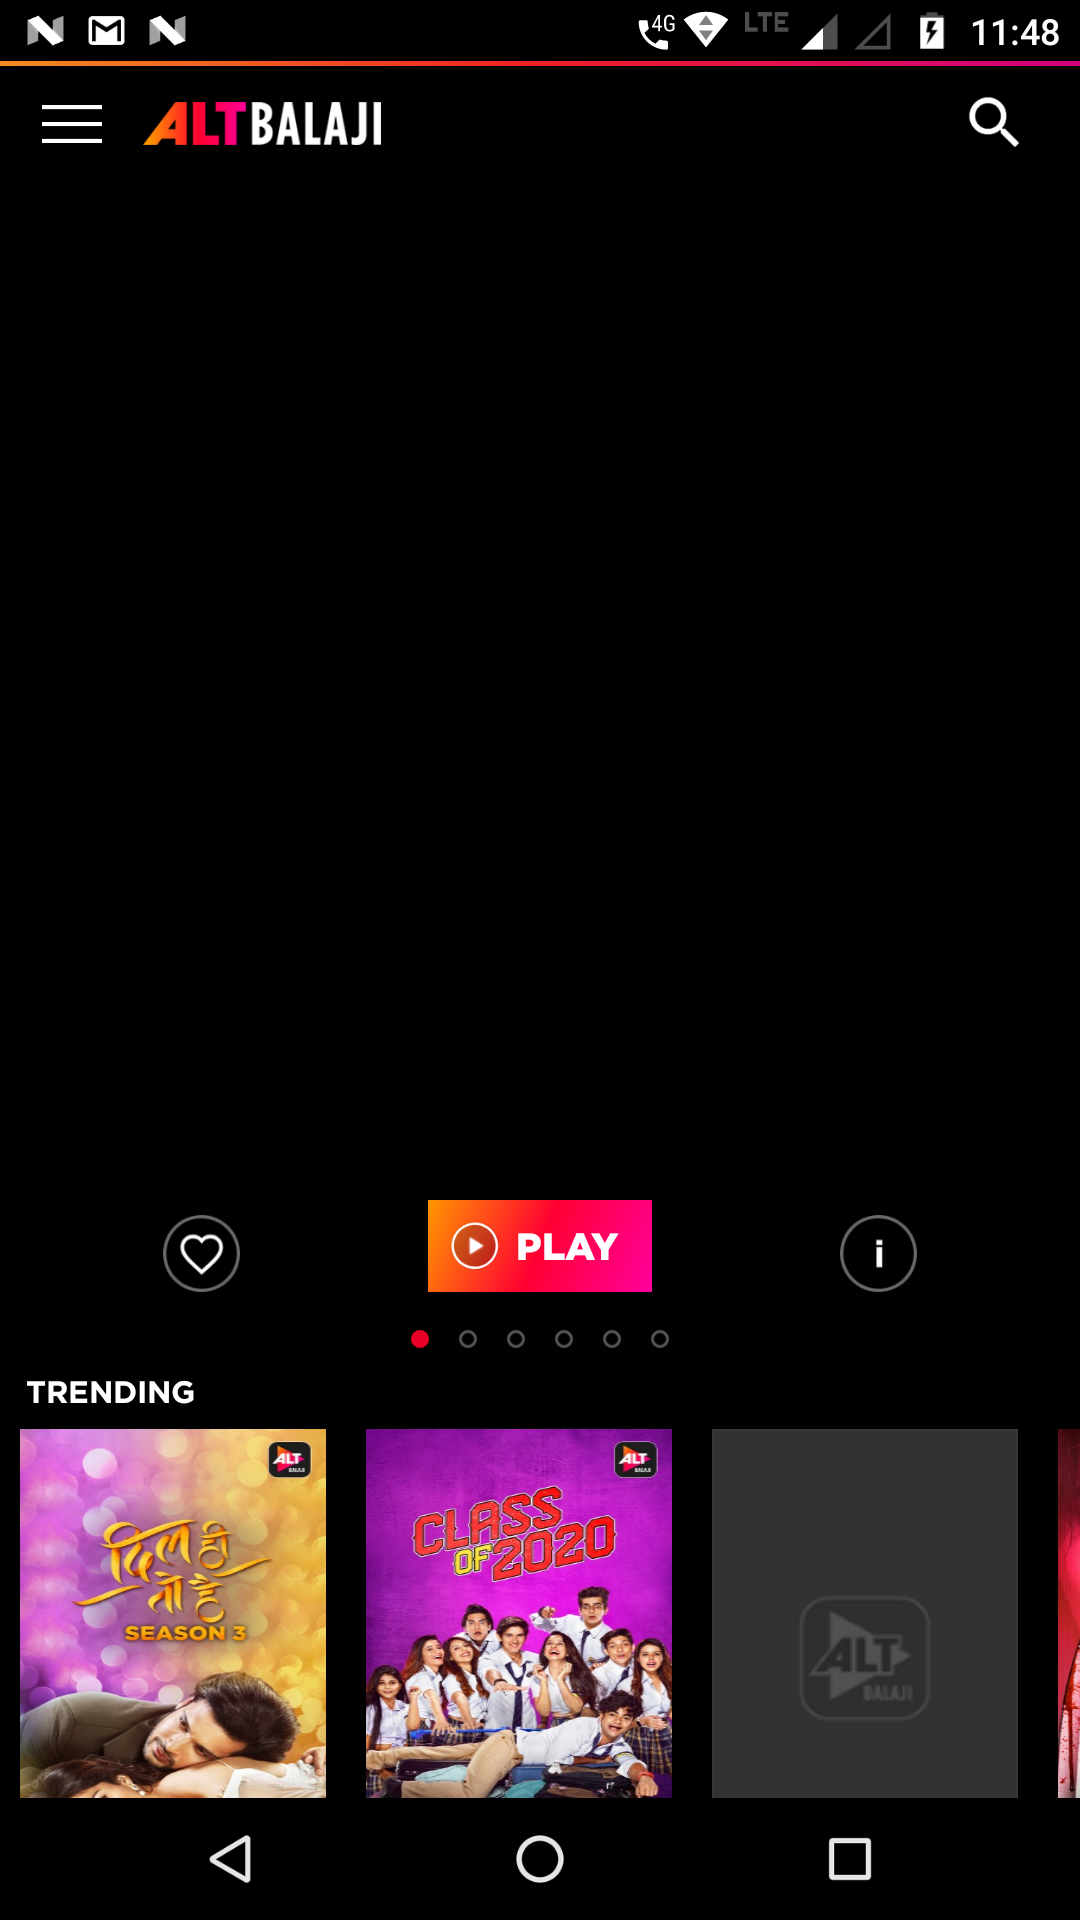 4G LTE 11:48
ALTBALAJI
PLAY
i
TRENDING
ALT
BALAJI
दिल ही
तो है
SEASON 3
ALT
BALAJI
CLASS
OF 2020
ALT
BALAJI